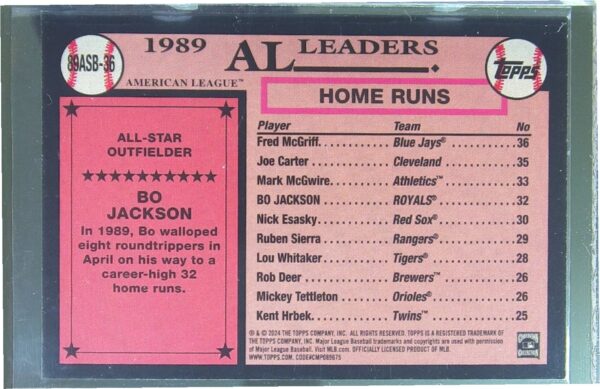 89ASB-36
1989 AL LEADERS
AMERICAN LEAGUE™
Topps
HOME RUNS
ALL-STAR
OUTFIELDER
BO
JACKSON
In 1989, Bo walloped
eight roundtrippers in
April on his way to a
career-high 32
home runs.
Player Team No
Fred McGriff. . . . . . . . . . Blue Jays® . . . . . . . . . . 36
Joe Carter . . . . . . . . . . Cleveland . . . . . . . . . . 35
Mark McGwire. . . . . . . . . . Athletics™ . . . . . . . . . . 33
BO JACKSON . . . . . . . . . . ROYALS® . . . . . . . . . . 32
Nick Esasky. . . . . . . . . . Red Sox® . . . . . . . . . . 30
Ruben Sierra . . . . . . . . . . Rangers® . . . . . . . . . . 29
Lou Whitaker . . . . . . . . . . Tigers® . . . . . . . . . . 28
Rob Deer . . . . . . . . . . Brewers™ . . . . . . . . . . 26
Mickey Tettleton . . . . . . . . . . Orioles® . . . . . . . . . . 26
Kent Hrbek. . . . . . . . . . Twins™ . . . . . . . . . . 25
® & © 2024 THE TOPPS COMPANY, INC. ALL RIGHTS RESERVED. TOPPS IS A REGISTERED TRADEMARK OF
THE TOPPS COMPANY, INC. Major League Baseball trademarks and copyrights are used with permission
of Major League Baseball. Visit MLB.com. OFFICIALLY LICENSED PRODUCT OF MLB.
WWW.TOPPS.COM. CODE#CMP089675